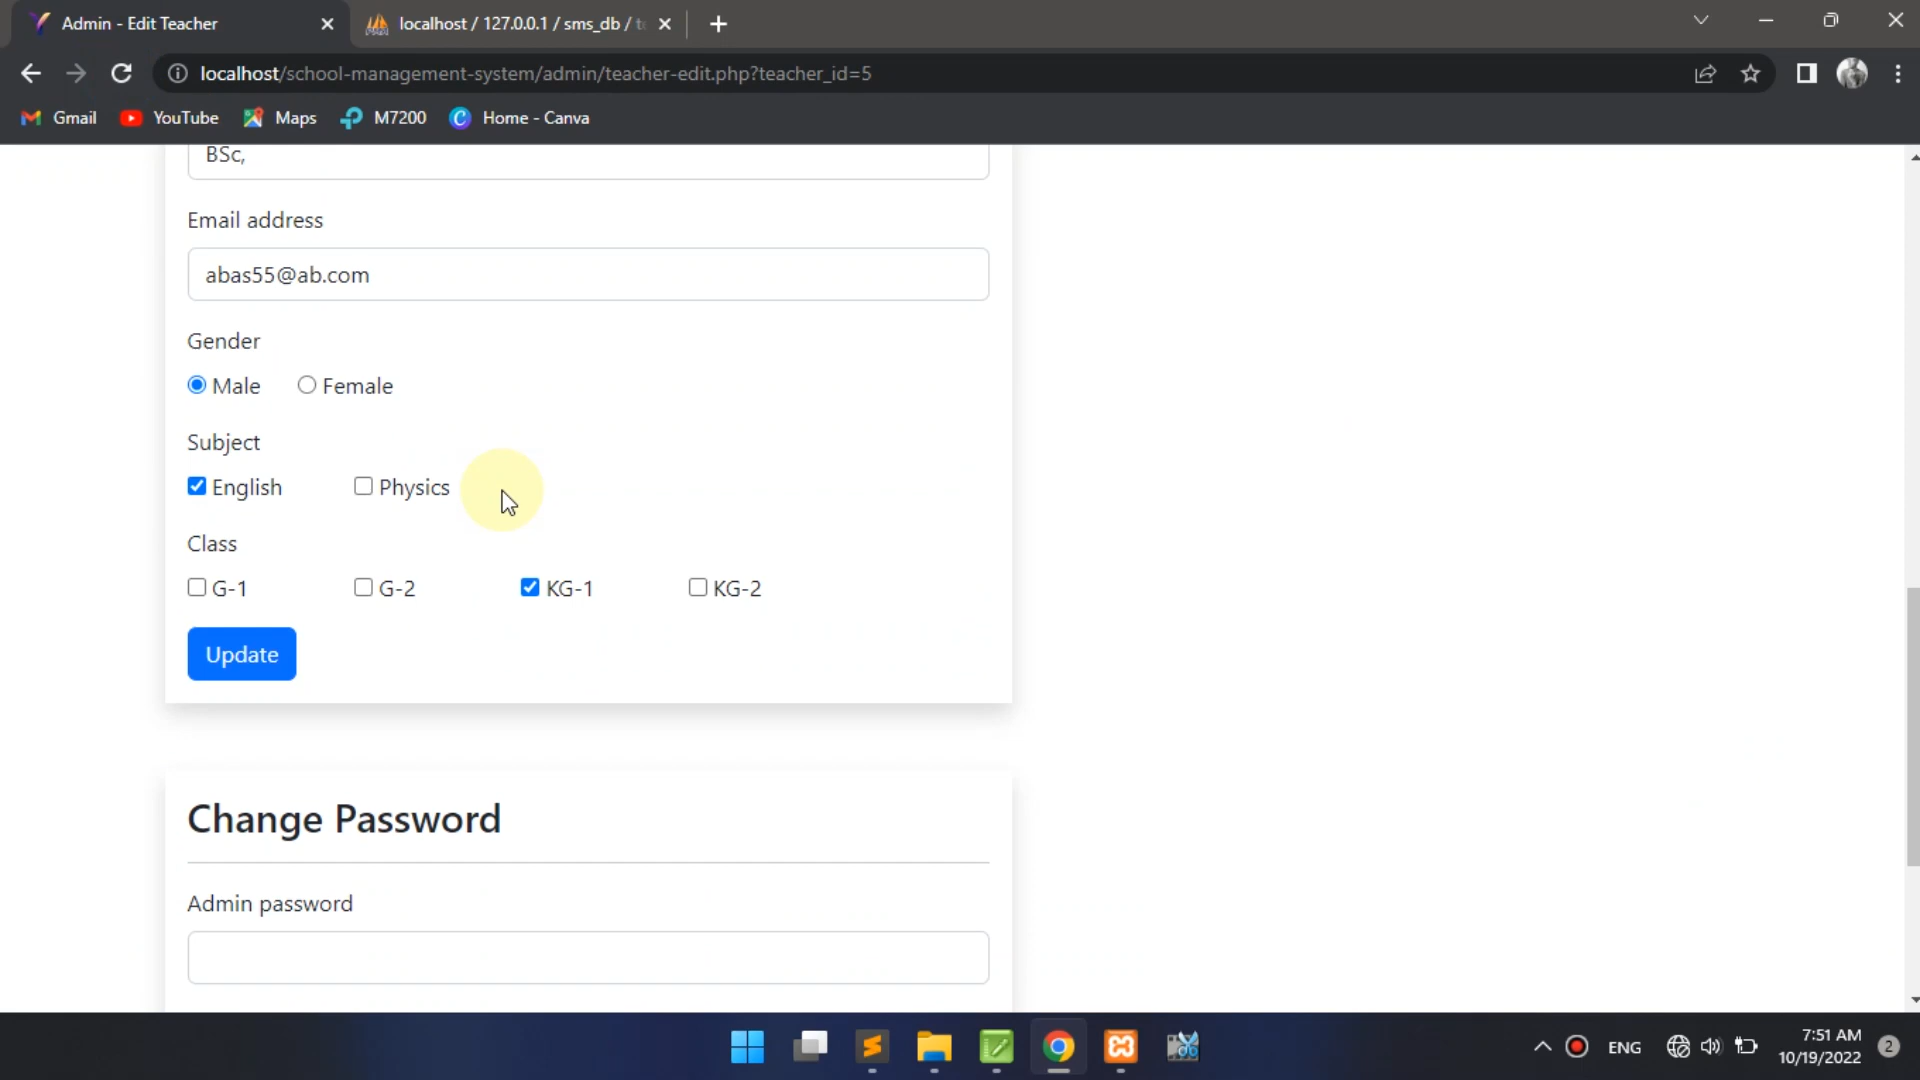 Admin - Edit Teacher
localhost / 127.0.0.1 / sms_db /
localhost/school-management-system/admin/teacher-edit.php?teacher_id=5
Gmail YouTube Maps M7200 Home - Canva
BSc,
Email address
abas55@ab.com
Gender
Male Female
Subject
English Physics
Class
G-1 G-2 KG-1 KG-2
Update
Change Password
Admin password
ENG
7:51 AM
10/19/2022
2